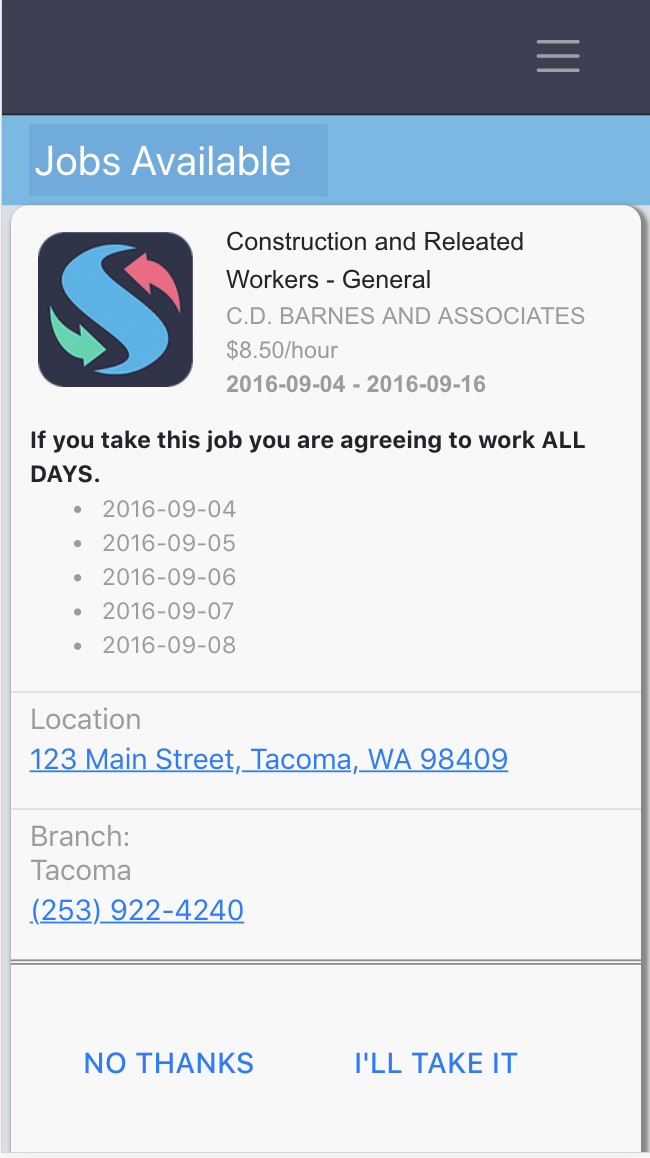 Jobs Available
Construction and Releated
Workers - General
C.D. BARNES AND ASSOCIATES
$8.50/hour
2016-09-04 - 2016-09-16
If you take this job you are agreeing to work ALL
DAYS.
• 2016-09-04
• 2016-09-05
• 2016-09-06
• 2016-09-07
• 2016-09-08
Location
123 Main Street, Tacoma, WA 98409
Branch:
Tacoma
(253) 922-4240
NO THANKS I'LL TAKE IT